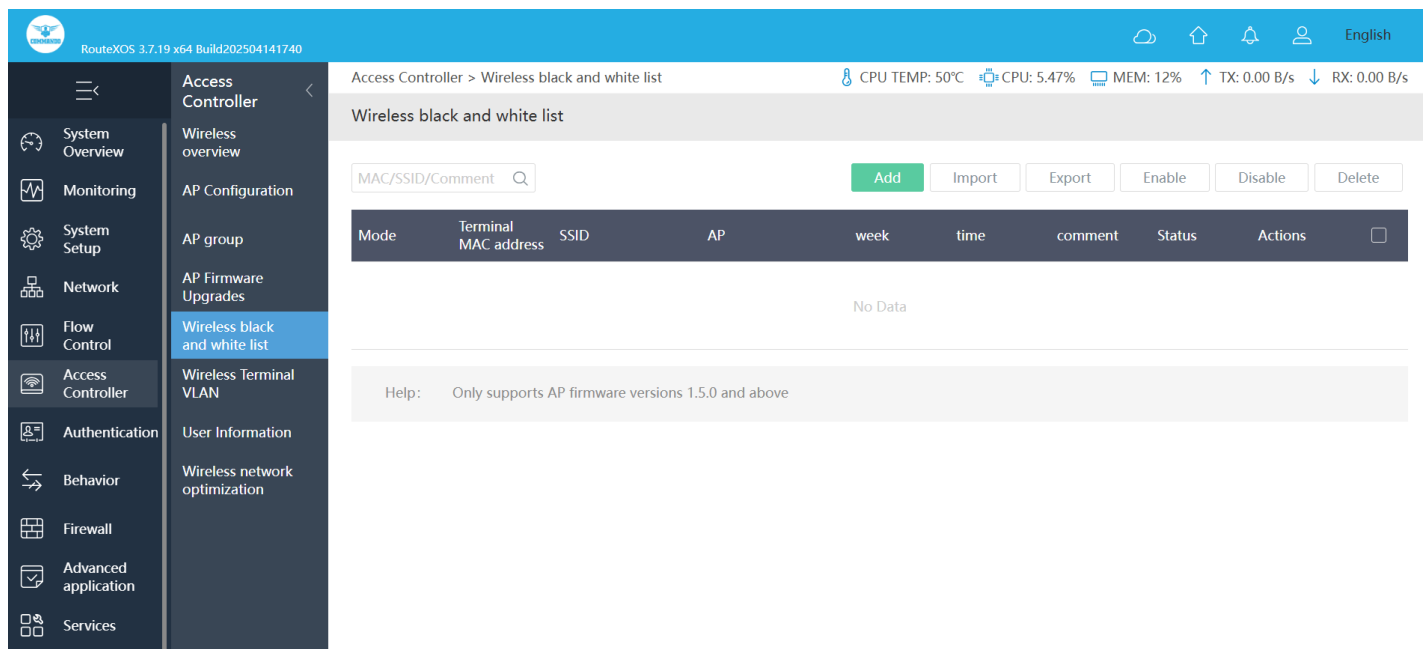 COMMANDO
RouteXOS 3.7.19 x64 Build202504141740
English
System
Overview
Monitoring
System
Setup
Network
Flow
Control
Access
Controller
Authentication
Behavior
Firewall
Advanced
application
Services
Access
Controller
Wireless
overview
AP Configuration
AP group
AP Firmware
Upgrades
Wireless black
and white list
Wireless Terminal
VLAN
User Information
Wireless network
optimization
Access Controller > Wireless black and white list
CPU TEMP: 50℃ CPU: 5.47% MEM: 12% TX: 0.00 B/s RX: 0.00 B/s
Wireless black and white list
MAC/SSID/Comment
Add Import Export Enable Disable Delete
Mode Terminal MAC address SSID AP week time comment Status Actions
No Data
Help: Only supports AP firmware versions 1.5.0 and above